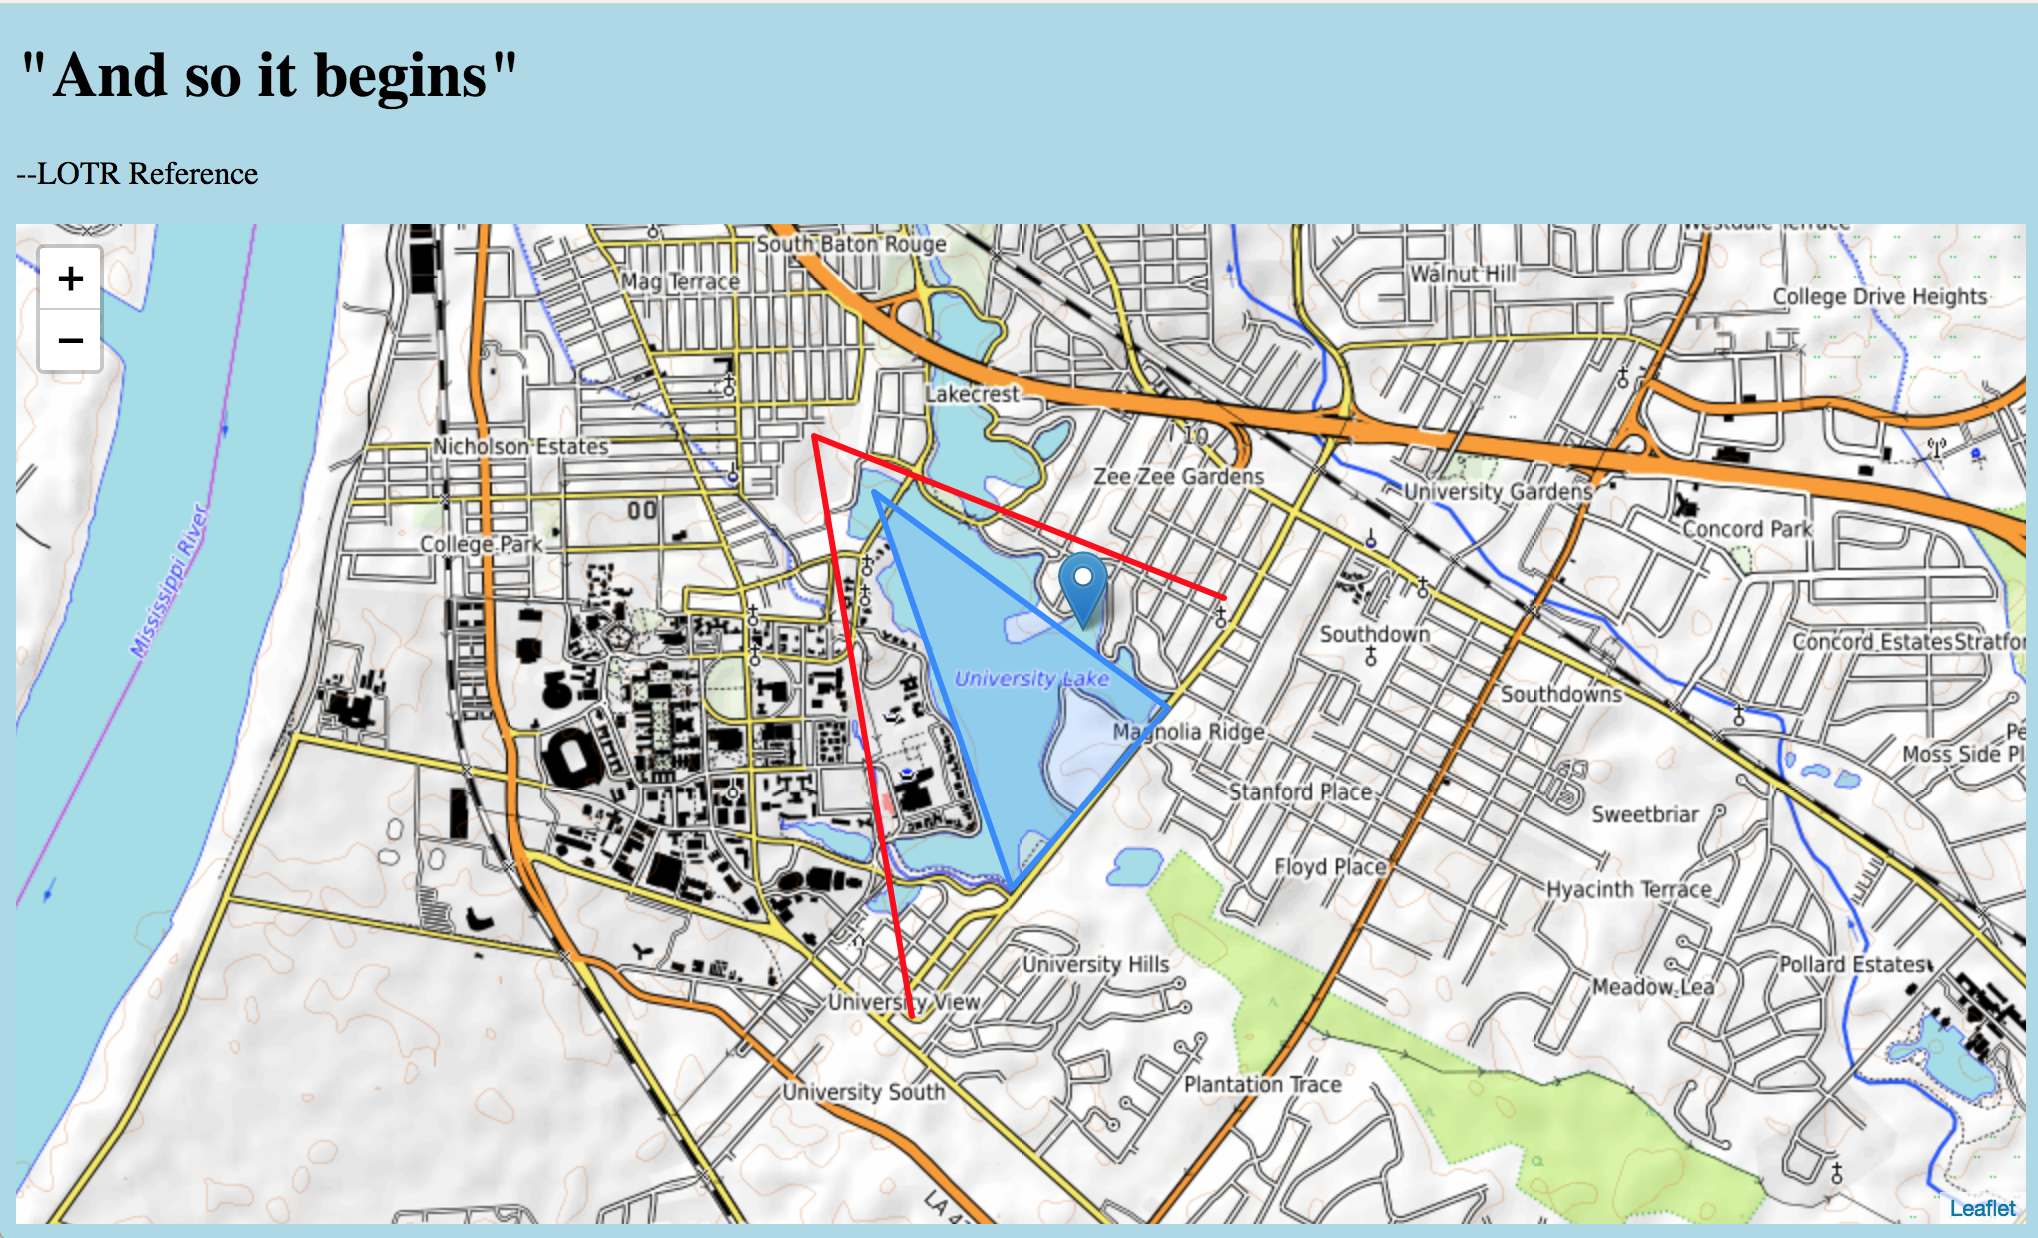 "And so it begins"
--LOTR Reference
+
−
South Baton Rouge
Mag Terrace
Walnut Hill
College Drive Heights
Lakecrest
Nicholson Estates
I 10
Zee Zee Gardens
University Gardens
Concord Park
College Park
Mississippi River
Southdown
Concord Estates
University Lake
Southdowns
Magnolia Ridge
Moss Side Pl
Stanford Place
Sweetbriar
Floyd Place
Hyacinth Terrace
University Hills
Pollard Estates
Meadow Lea
University View
Plantation Trace
University South
Leaflet